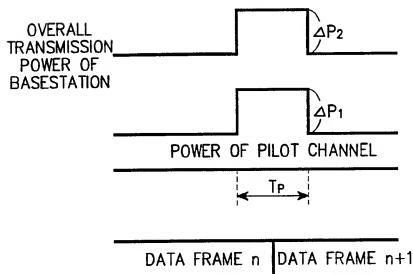 OVERALL
TRANSMISSION
POWER OF
BASESTATION
ΔP2
ΔP1
POWER OF PILOT CHANNEL
TP
DATA FRAME n
DATA FRAME n+1